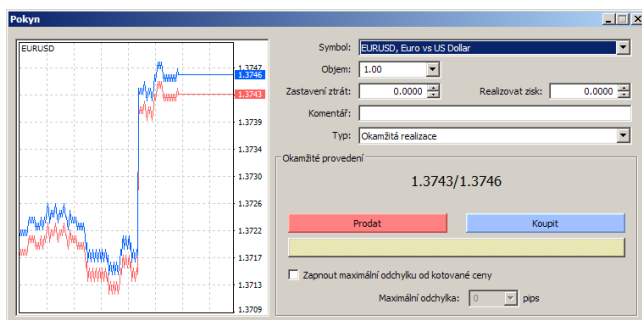 Pokyn
EURUSD
1.3747
1.3746
1.3743
1.3739
1.3734
1.3730
1.3726
1.3722
1.3717
1.3713
1.3709
Symbol: EURUSD, Euro vs US Dollar
Objem: 1.00
Zastavení ztrát: 0.0000 Realizovat zisk: 0.0000
Komentář:
Typ: Okamžitá realizace
Okamžité provedení
1.3743/1.3746
Prodat Koupit
Zapnout maximální odchylku od kotované ceny
Maximální odchylka: 0 pips